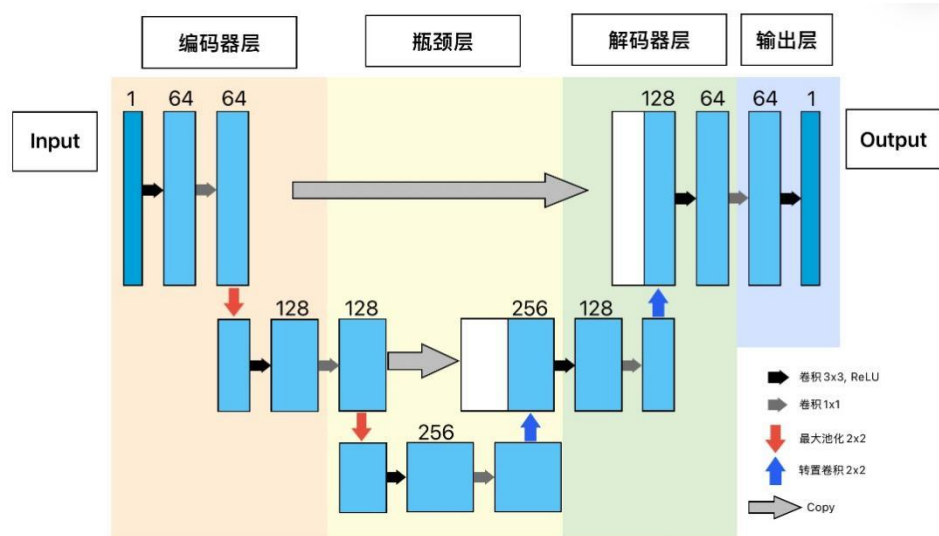 编码器层
瓶颈层
解码器层
输出层
Input
1
64
64
128
64
64
1
Output
128
128
256
128
256
卷积 3x3, ReLU
卷积 1x1
最大池化 2x2
转置卷积 2x2
Copy